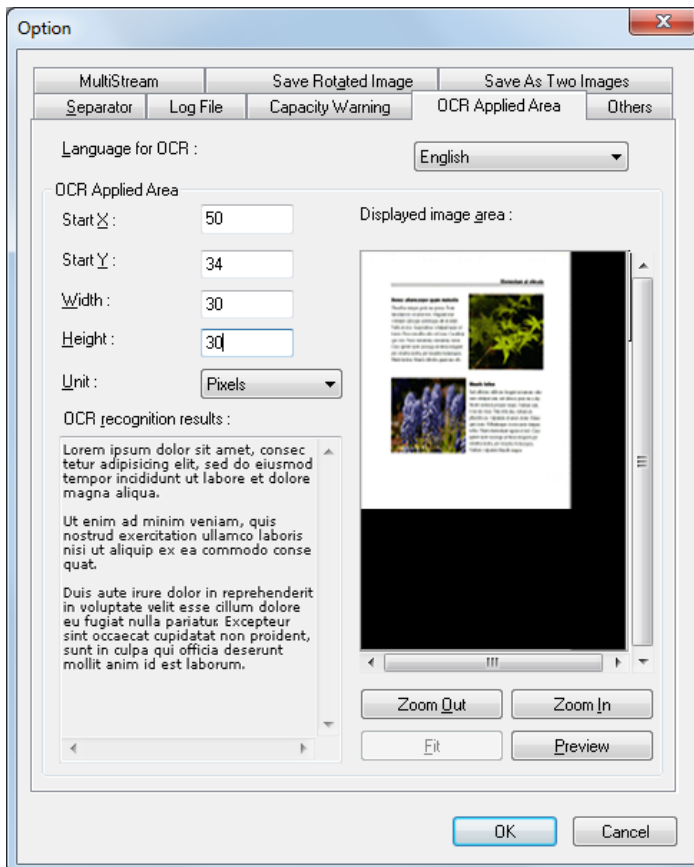 Option
MultiStream
Save Rotated Image
Save As Two Images
Separator
Log File
Capacity Warning
OCR Applied Area
Others
Language for OCR :
English
OCR Applied Area
Start X :
50
Displayed image area :
Start Y :
34
Width :
30
Height :
30
Unit :
Pixels
OCR recognition results :
Lorem ipsum dolor sit amet, consec
tetur adipisicing elit, sed do eiusmod
tempor incididunt ut labore et dolore
magna aliqua.
Ut enim ad minim veniam, quis
nostrud exercitation ullamco laboris
nisi ut aliquip ex ea commodo conse
quat.
Duis aute irure dolor in reprehenderit
in voluptate velit esse cillum dolore
eu fugiat nulla pariatur. Excepteur
sint occaecat cupidatat non proident,
sunt in culpa qui officia deserunt
mollit anim id est laborum.
Zoom Out
Zoom In
Fit
Preview
OK
Cancel